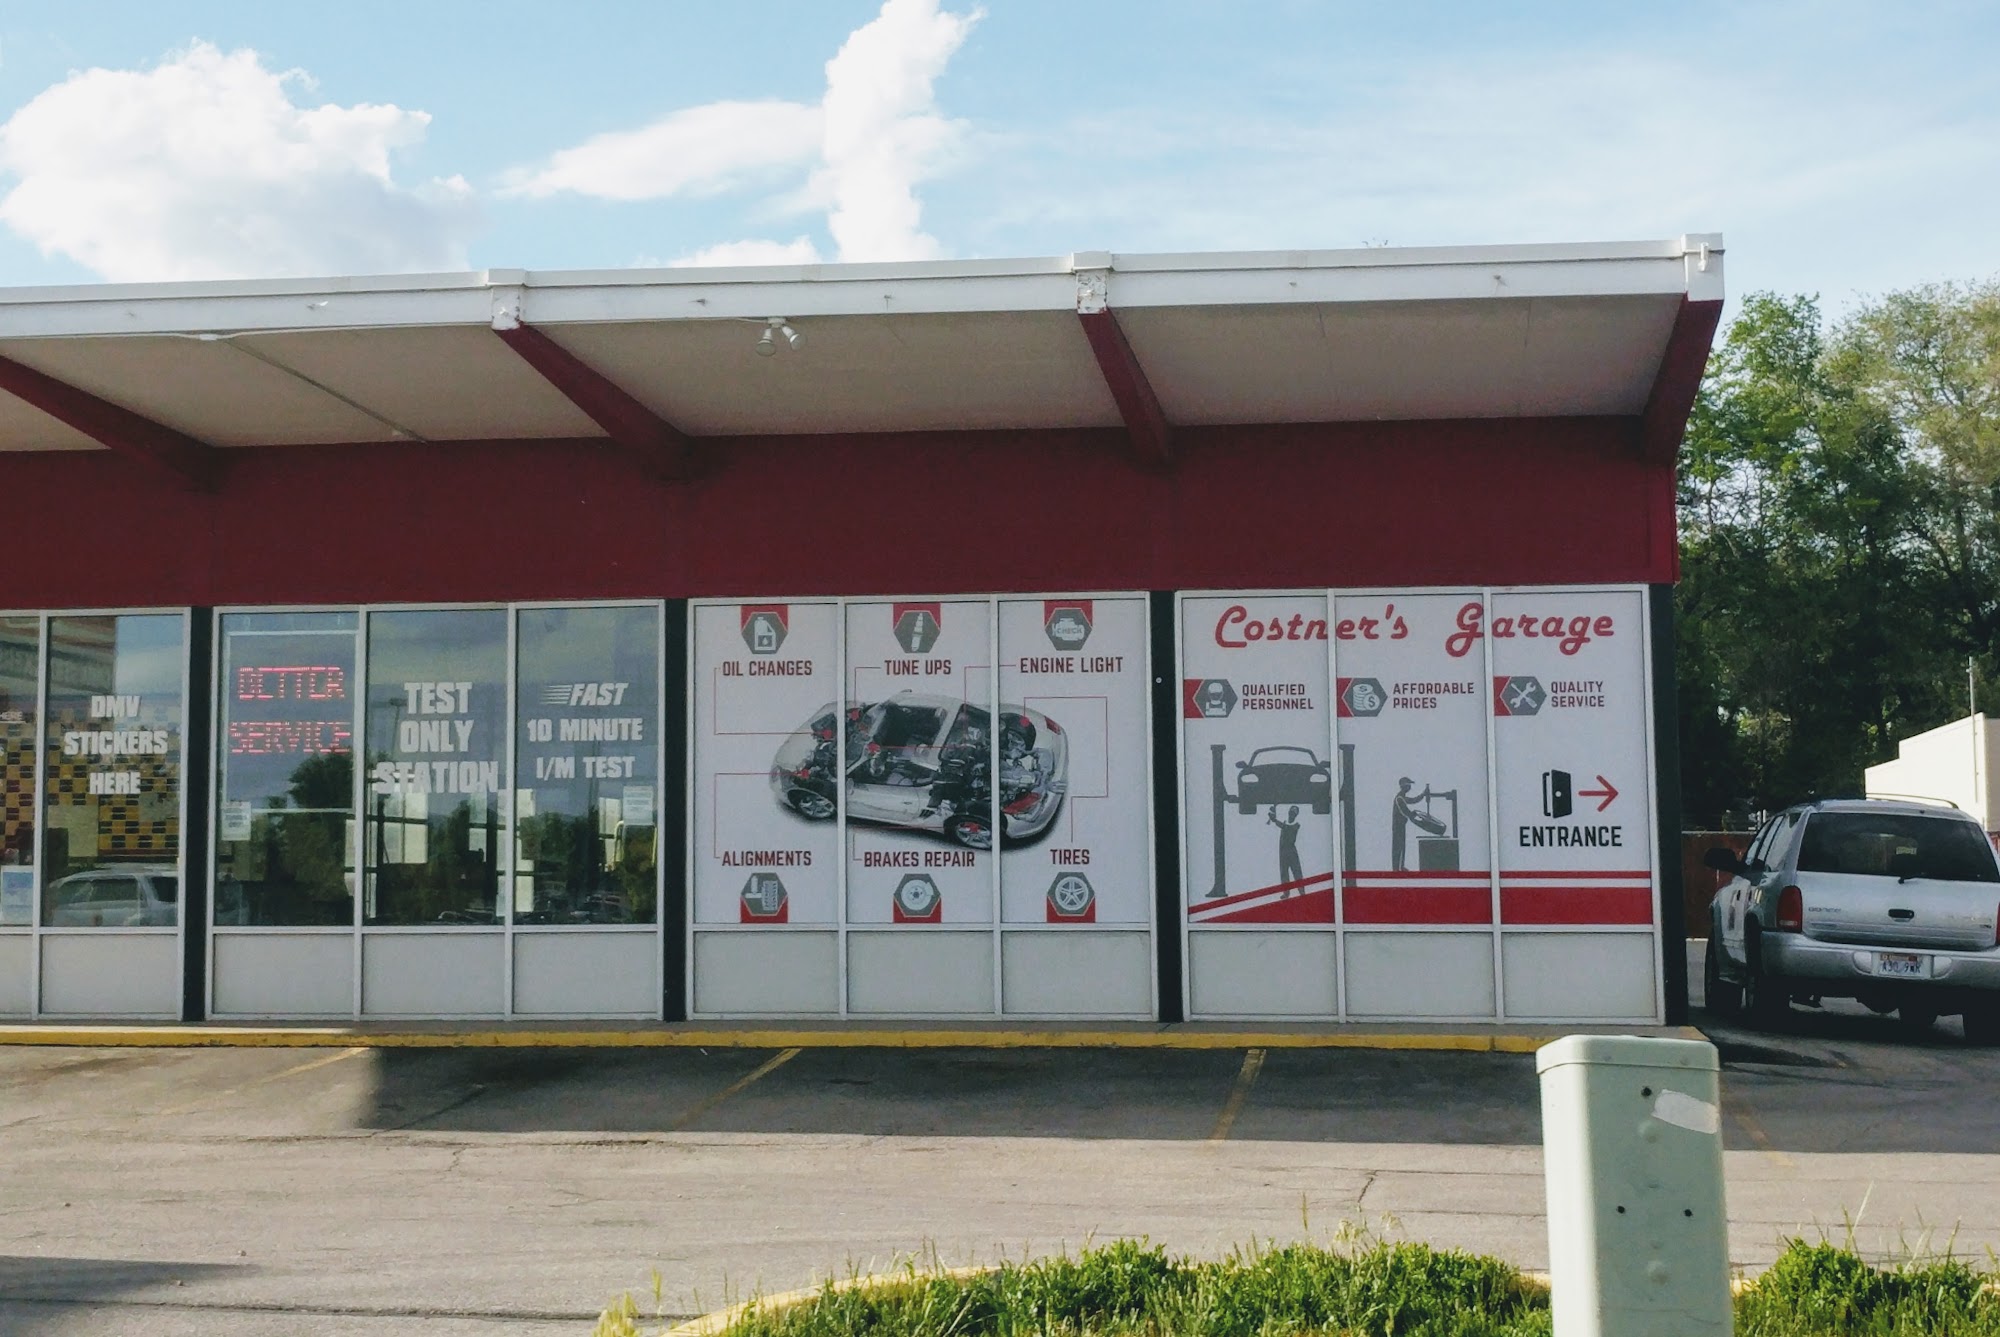 DMV
STICKERS
HERE
BETTER
SERVICE
TEST
ONLY
STATION
FAST
10 MINUTE
I/M TEST
OIL CHANGES
TUNE UPS
CHECK
ENGINE LIGHT
ALIGNMENTS
BRAKES REPAIR
TIRES
Costner's Garage
QUALIFIED
PERSONNEL
AFFORDABLE
PRICES
QUALITY
SERVICE
ENTRANCE